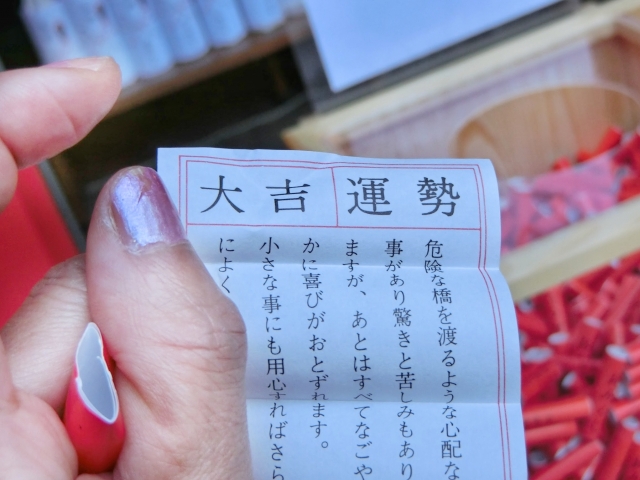 大吉 運勢
危険な橋を渡るような心配な
事があり驚きと苦しみもあり
ますが、あとはすべてなごや
かに喜びがおとずれます。
小さな事にも用心すればさら
によく